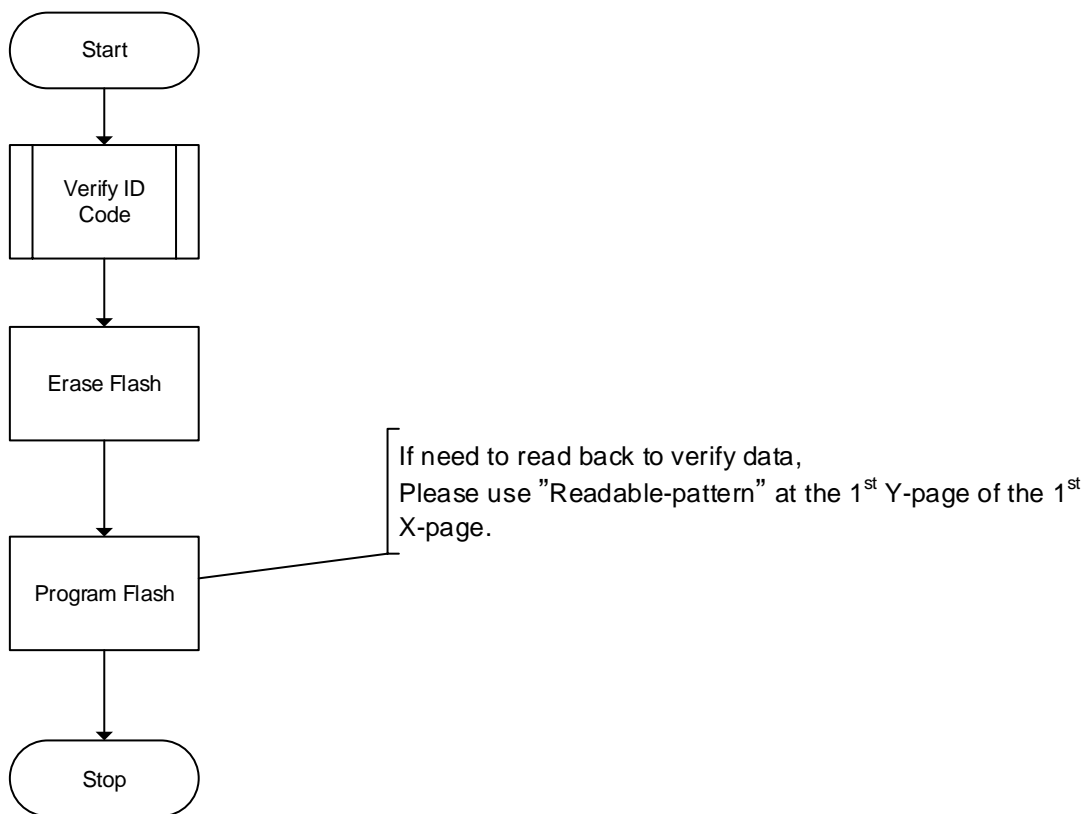 Start
Verify ID
Code
Erase Flash
If need to read back to verify data,
Please use ”Readable-pattern” at the 1st Y-page of the 1st
X-page.
Program Flash
Stop